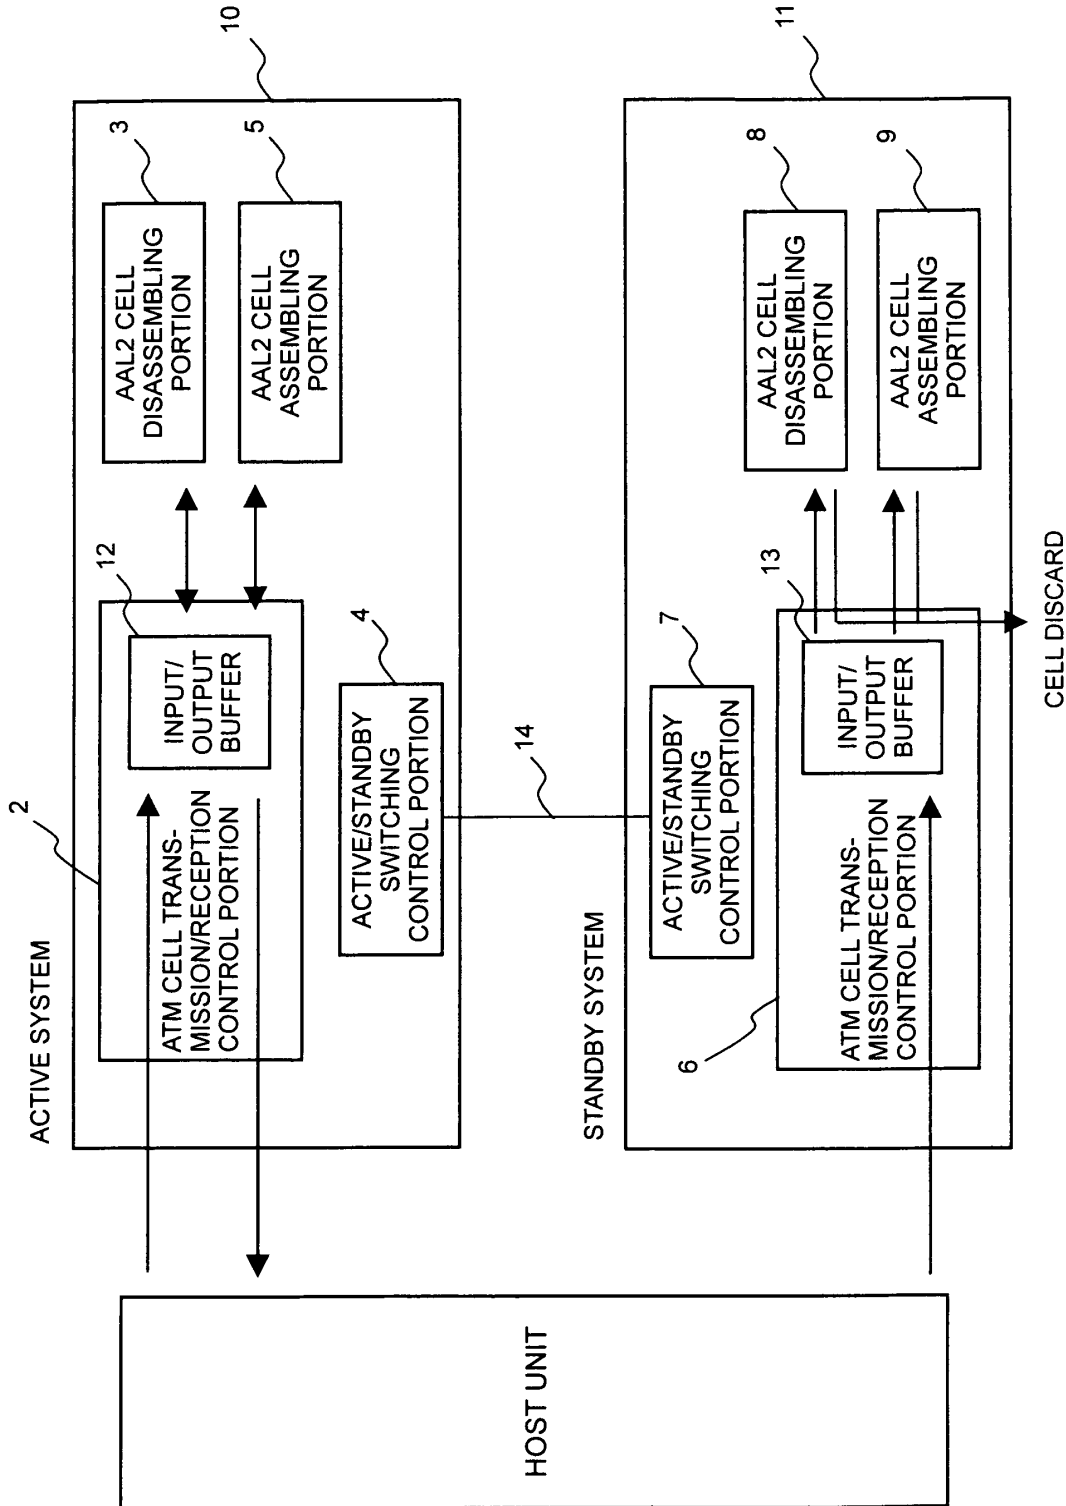 ACTIVE SYSTEM
2
ATM CELL TRANS-
MISSION/RECEPTION
CONTROL PORTION
12
INPUT/
OUTPUT
BUFFER
3
AAL2 CELL
DISASSEMBLING
PORTION
5
AAL2 CELL
ASSEMBLING
PORTION
10
4
ACTIVE/STANDBY
SWITCHING
CONTROL PORTION
14
HOST UNIT
STANDBY SYSTEM
7
ACTIVE/STANDBY
SWITCHING
CONTROL PORTION
6
ATM CELL TRANS-
MISSION/RECEPTION
CONTROL PORTION
13
INPUT/
OUTPUT
BUFFER
8
AAL2 CELL
DISASSEMBLING
PORTION
9
AAL2 CELL
ASSEMBLING
PORTION
11
CELL DISCARD